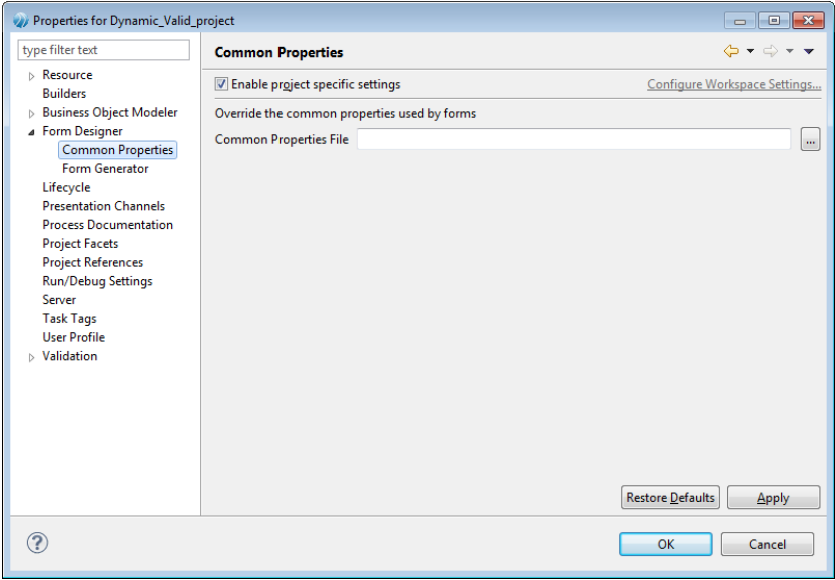 Properties for Dynamic_Valid_project
type filter text
Resource
Builders
Business Object Modeler
Form Designer
Common Properties
Form Generator
Lifecycle
Presentation Channels
Process Documentation
Project Facets
Project References
Run/Debug Settings
Server
Task Tags
User Profile
Validation
Common Properties
Enable project specific settings
Configure Workspace Settings...
Override the common properties used by forms
Common Properties File
...
Restore Defaults
Apply
?
OK
Cancel